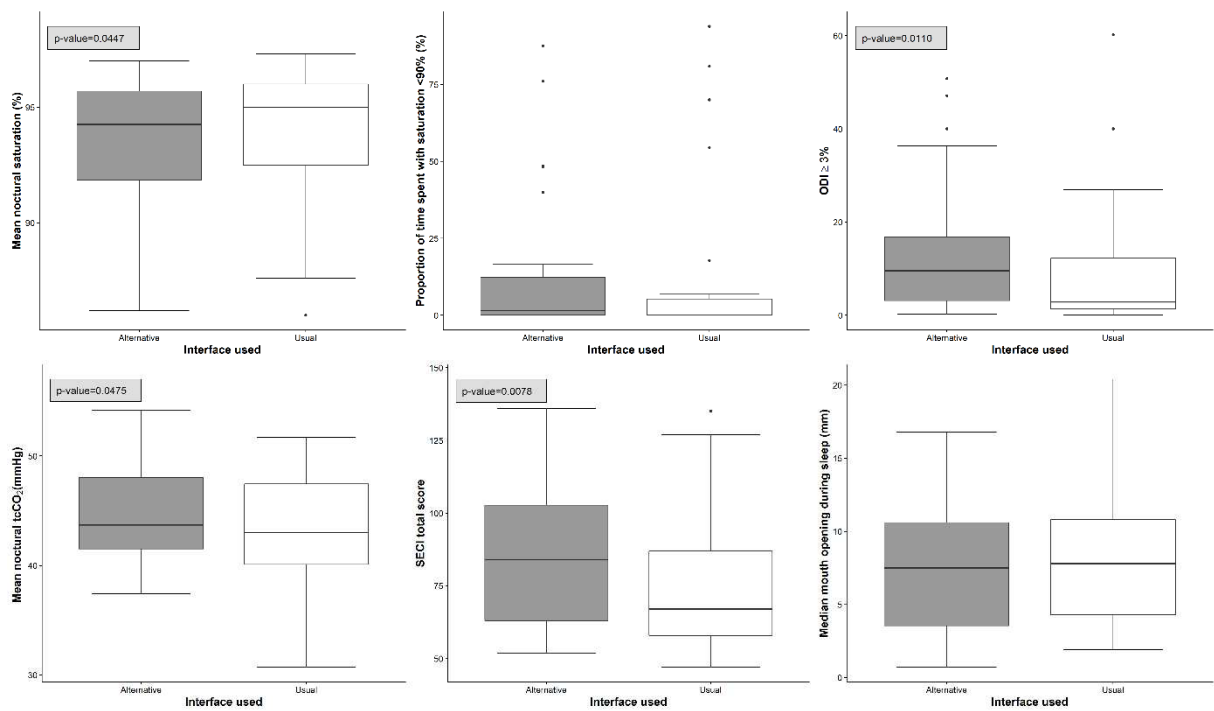 p-value=0.0447
Mean noctural saturation (%)
95
90
Alternative
Usual
Interface used
Proportion of time spent with saturation <90% (%)
75
50
25
0
Alternative
Usual
Interface used
p-value=0.0110
ODI ≥ 3%
60
40
20
0
Alternative
Usual
Interface used
p-value=0.0475
Mean noctural tcCO₂(mmHg)
50
40
30
Alternative
Usual
Interface used
p-value=0.0078
SECI total score
150
125
100
75
50
Alternative
Usual
Interface used
Median mouth opening during sleep (mm)
20
15
10
5
0
Alternative
Usual
Interface used